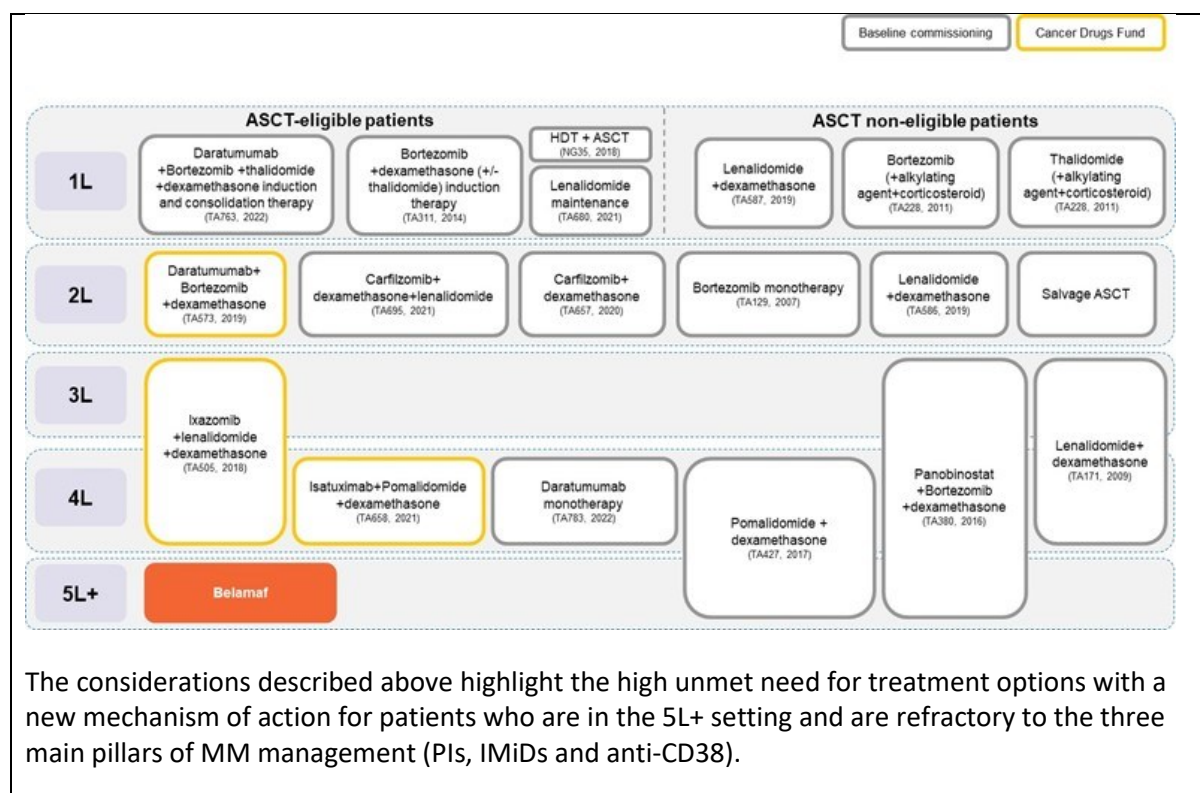 Baseline commissioning
Cancer Drugs Fund
ASCT-eligible patients
ASCT non-eligible patients
1L
Daratumumab
+Bortezomib +thalidomide
+dexamethasone induction
and consolidation therapy
(TA763, 2022)
Bortezomib
+dexamethasone (+/-
thalidomide) induction
therapy
(TA311, 2014)
HDT + ASCT
(NG35, 2018)
Lenalidomide
maintenance
(TA680, 2021)
Lenalidomide
+dexamethasone
(TA587, 2019)
Bortezomib
(+alkylating
agent+corticosteroid)
(TA228, 2011)
Thalidomide
(+alkylating
agent+corticosteroid)
(TA228, 2011)
2L
Daratumumab+
Bortezomib
+dexamethasone
(TA573, 2019)
Carfilzomib+
dexamethasone+lenalidomide
(TA695, 2021)
Carfilzomib+
dexamethasone
(TA657, 2020)
Bortezomib monotherapy
(TA129, 2007)
Lenalidomide
+dexamethasone
(TA586, 2019)
Salvage ASCT
3L
Ixazomib
+lenalidomide
+dexamethasone
(TA505, 2018)
Panobinostat
+Bortezomib
+dexamethasone
(TA380, 2016)
Lenalidomide+
dexamethasone
(TA171, 2009)
4L
Isatuximab+Pomalidomide
+dexamethasone
(TA658, 2021)
Daratumumab
monotherapy
(TA783, 2022)
Pomalidomide +
dexamethasone
(TA427, 2017)
5L+
Belamaf
The considerations described above highlight the high unmet need for treatment options with a
new mechanism of action for patients who are in the 5L+ setting and are refractory to the three
main pillars of MM management (PIs, IMiDs and anti-CD38).